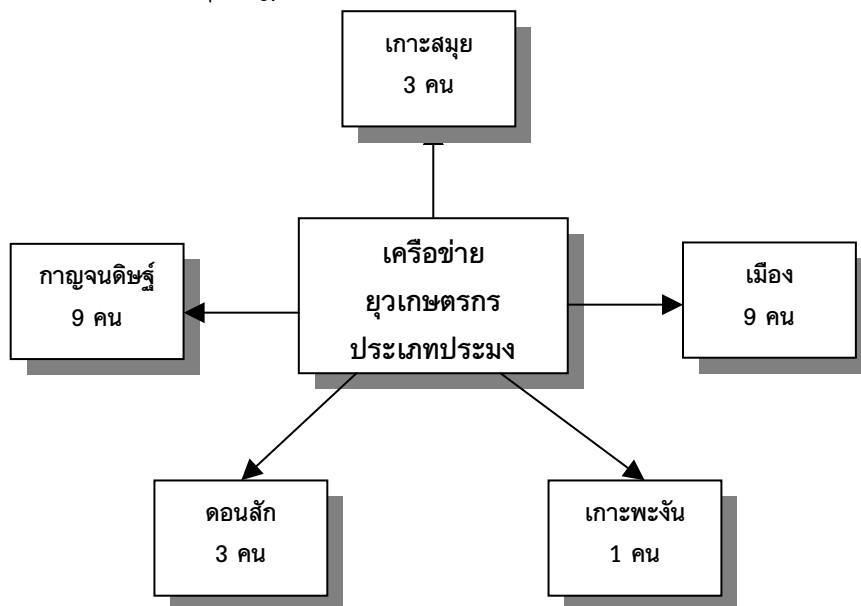 เกาะสมุย
3 คน
เครือข่าย
ยุวเกษตรกร
ประเภทประมง
กาญจนดิษฐ์
9 คน
เมือง
9 คน
ดอนสัก
3 คน
เกาะพะงัน
1 คน